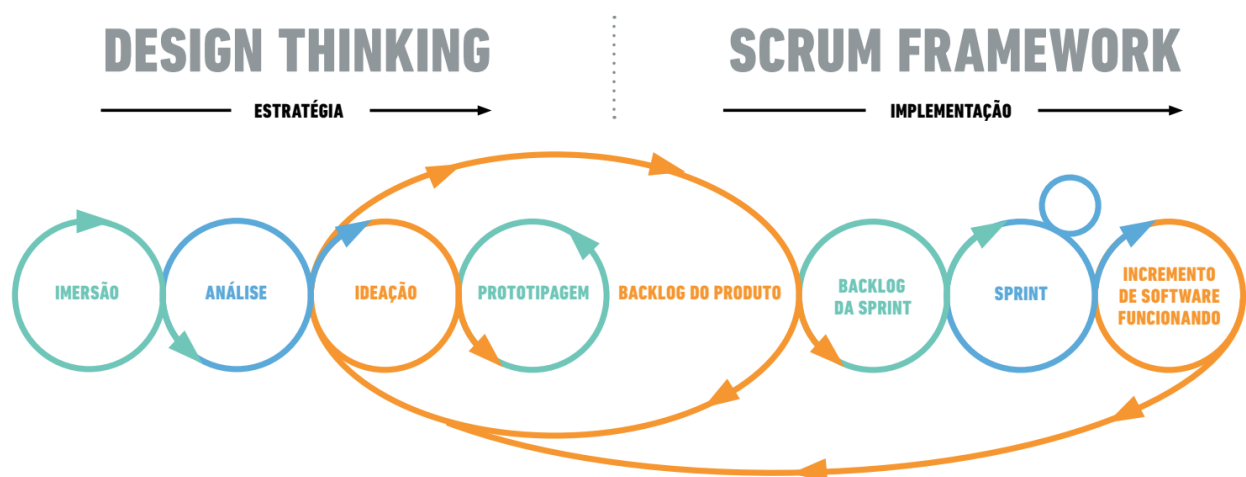 DESIGN THINKING
SCRUM FRAMEWORK
ESTRATÉGIA
IMPLEMENTAÇÃO
IMERSÃO
ANÁLISE
IDEAÇÃO
PROTOTIPAGEM
BACKLOG DO PRODUTO
BACKLOG
DA SPRINT
SPRINT
INCREMENTO
DE SOFTWARE
FUNCIONANDO